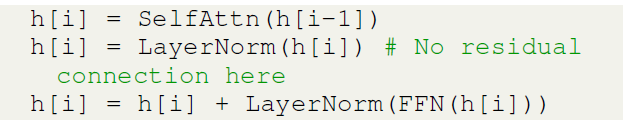 h[i] = SelfAttn(h[i-1])
h[i] = LayerNorm(h[i]) # No residual
connection here
h[i] = h[i] + LayerNorm(FFN(h[i]))